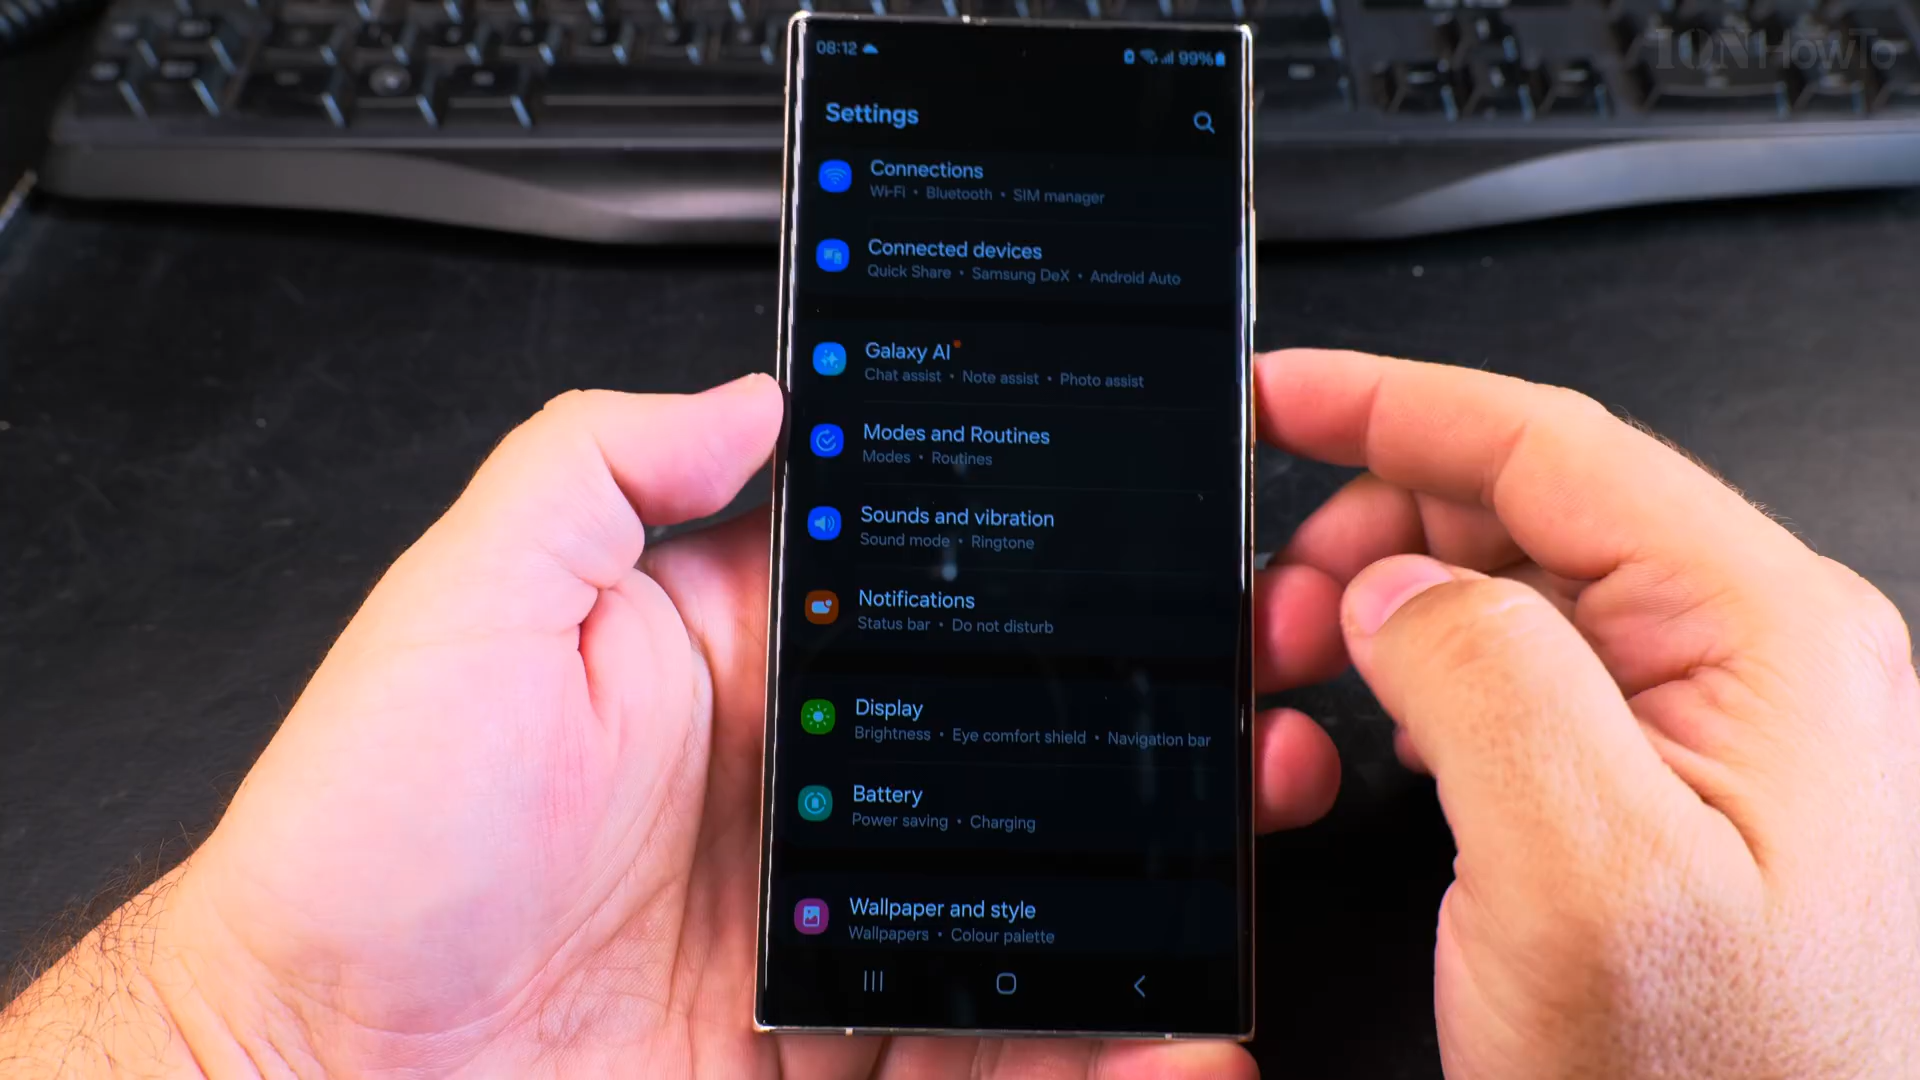 IONHowTo
08:12 99%
Settings
Connections
Wi-Fi • Bluetooth • SIM manager
Connected devices
Quick Share • Samsung DeX • Android Auto
Galaxy AI
Chat assist • Note assist • Photo assist
Modes and Routines
Modes • Routines
Sounds and vibration
Sound mode • Ringtone
Notifications
Status bar • Do not disturb
Display
Brightness • Eye comfort shield • Navigation bar
Battery
Power saving • Charging
Wallpaper and style
Wallpapers • Colour palette